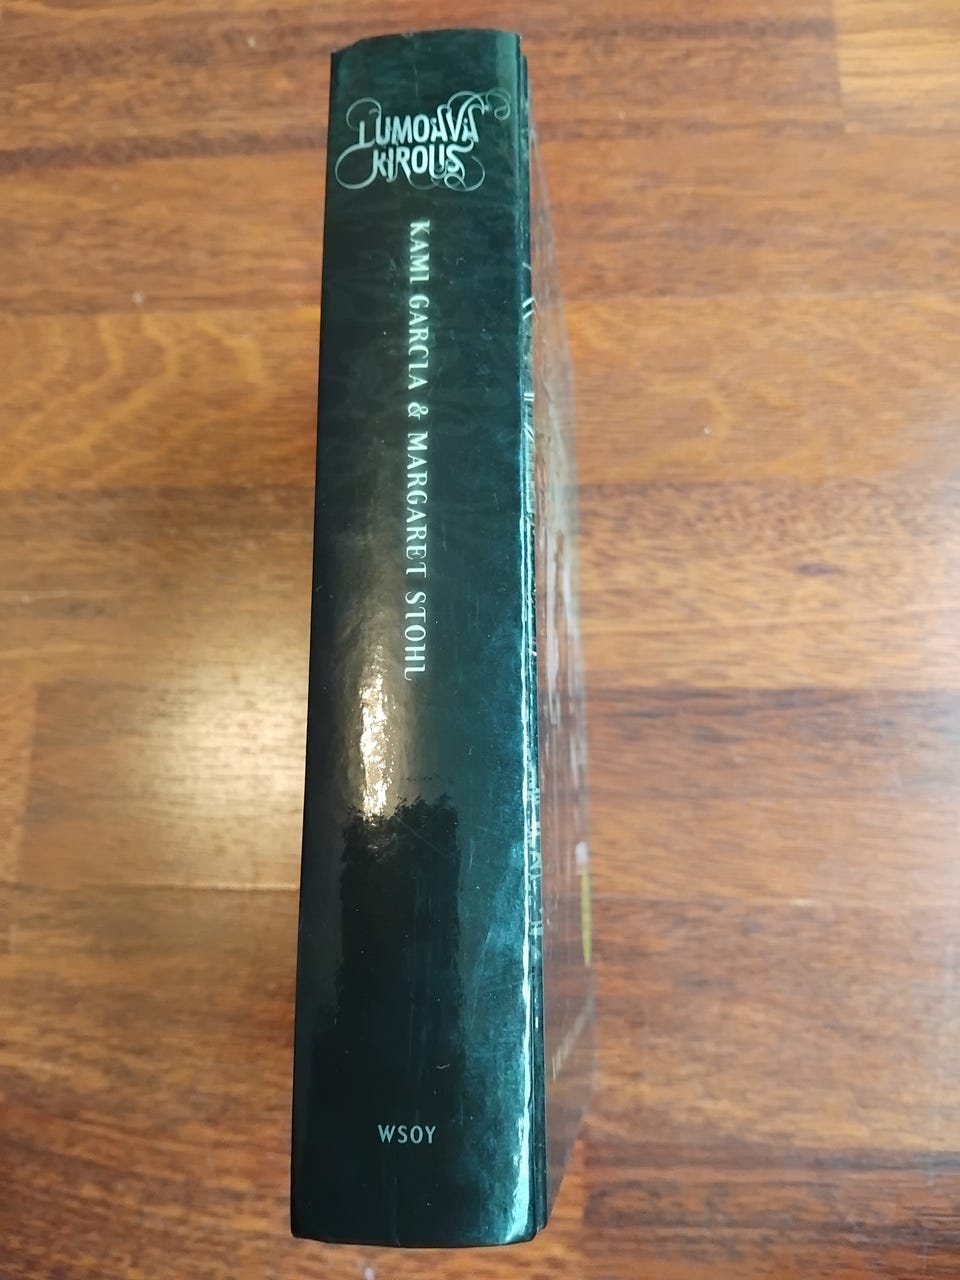 LUMOAVA
KIROUS
KAMI GARCIA & MARGARET STOHL
WSOY